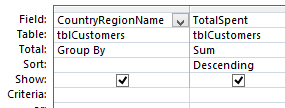 Field: CountryRegionName TotalSpent
Table: tblCustomers tblCustomers
Total: Group By Sum
Sort: Descending
Show:
Criteria: